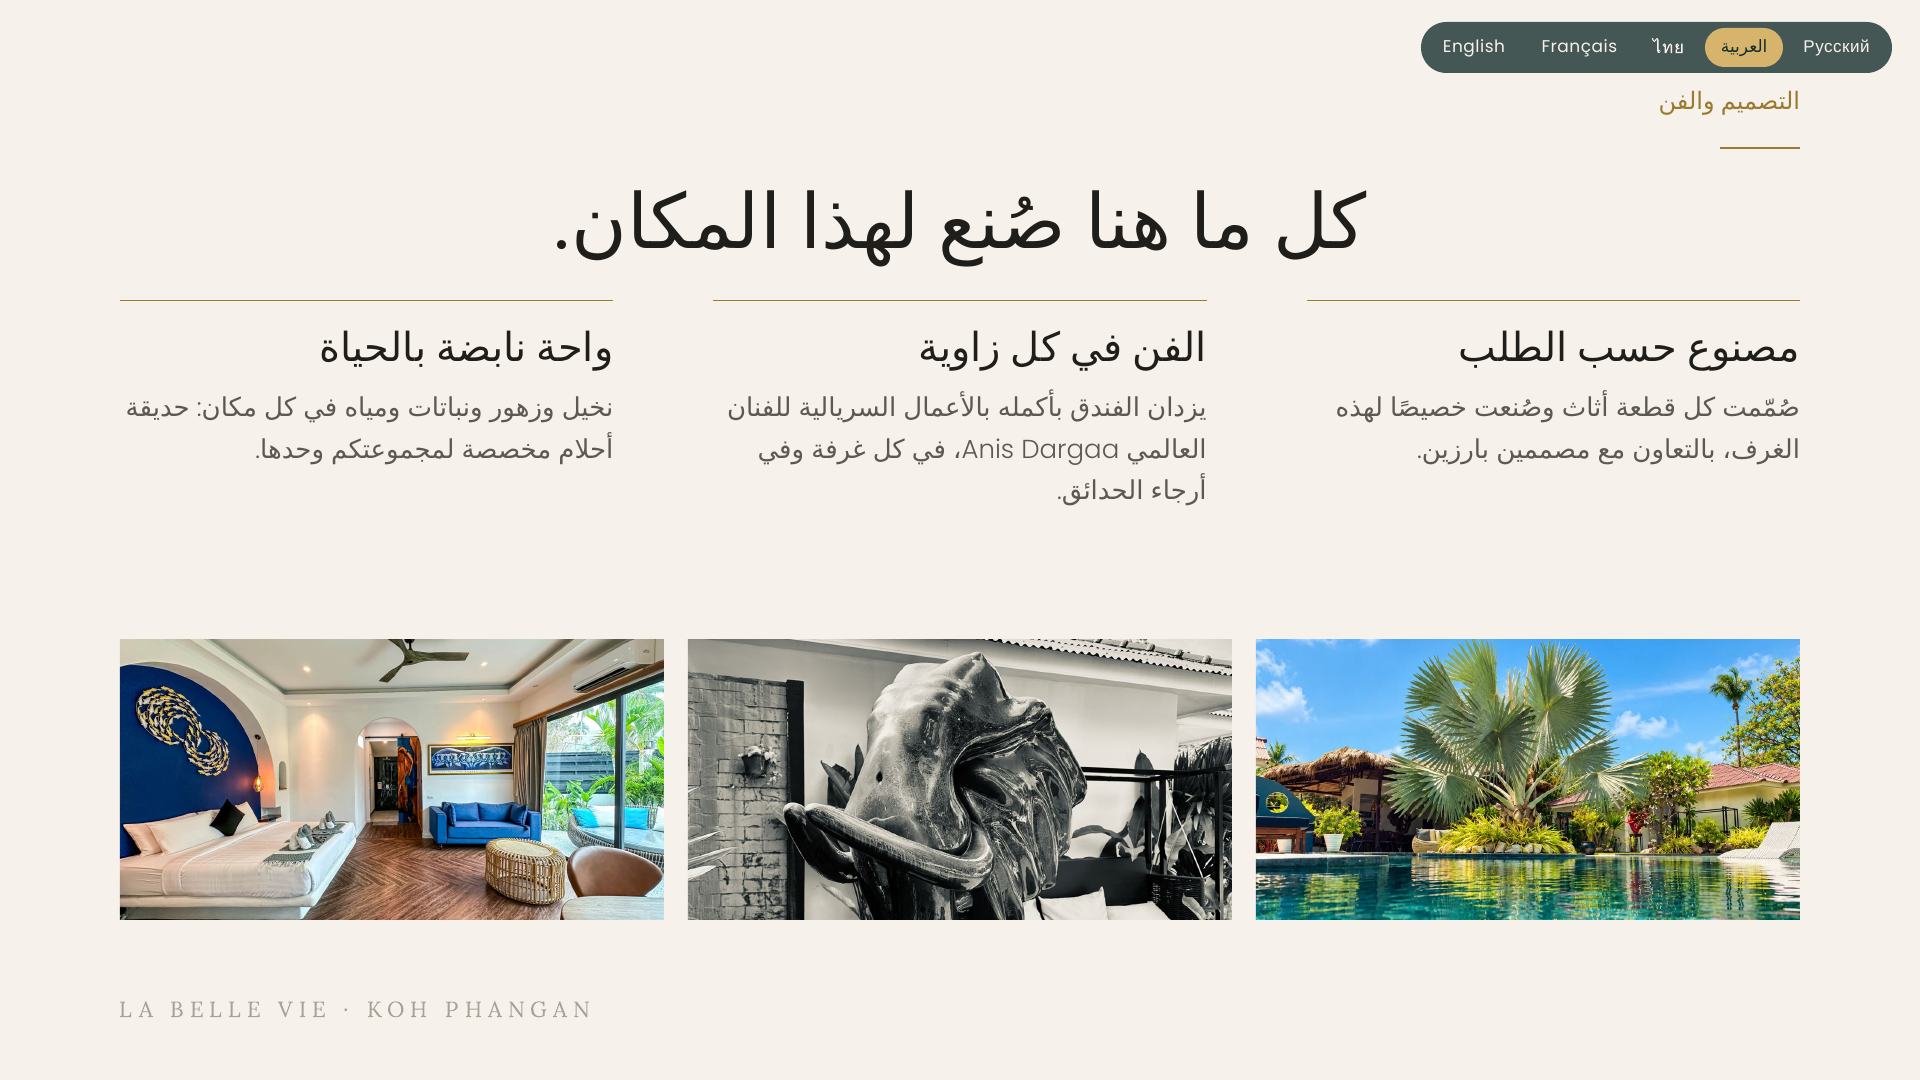 English Français ไทย العربية Русский
التصميم والفن
كل ما هنا صُنع لهذا المكان.
مصنوع حسب الطلب
صُمّمت كل قطعة أثاث وصُنعت خصيصًا لهذه
الغرف، بالتعاون مع مصممين بارزين.
الفن في كل زاوية
يزدان الفندق بأكمله بالأعمال السريالية للفنان
العالمي Anis Dargaa، في كل غرفة وفي
أرجاء الحدائق.
واحة نابضة بالحياة
نخيل وزهور ونباتات ومياه في كل مكان: حديقة
أحلام مخصصة لمجموعتكم وحدها.
LA BELLE VIE · KOH PHANGAN